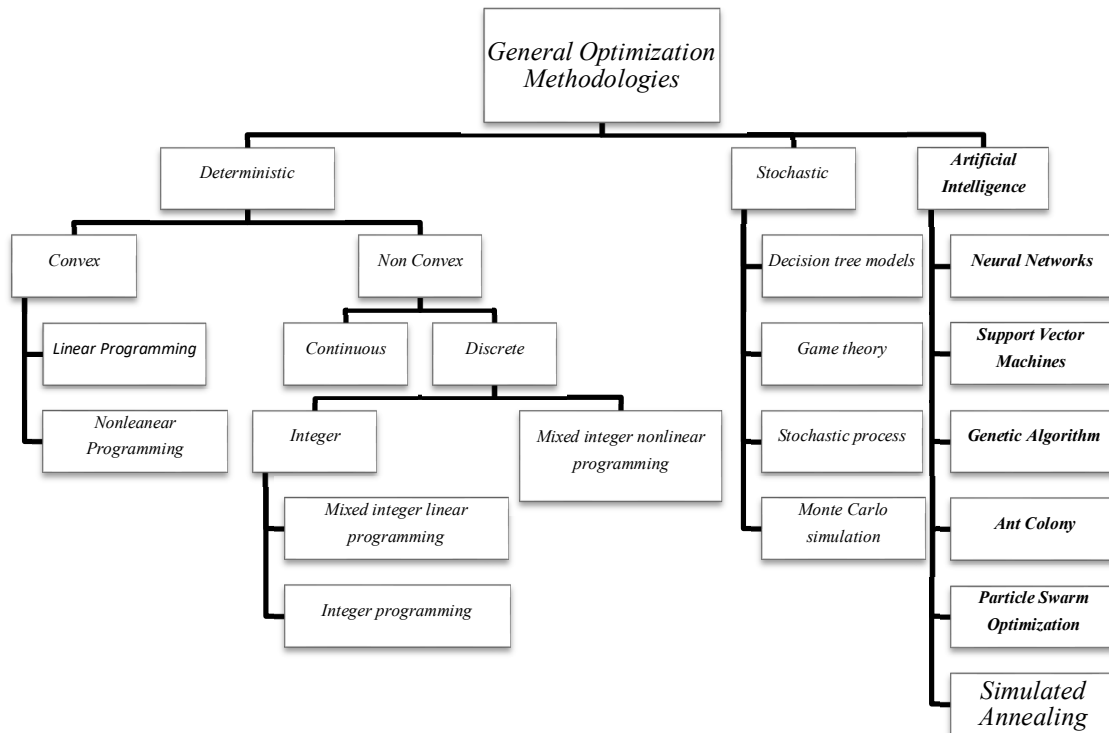 General Optimization
Methodologies
Deterministic
Stochastic
Artificial
Intelligence
Convex
Non Convex
Decision tree models
Neural Networks
Linear Programming
Continuous
Discrete
Game theory
Support Vector
Machines
Nonleanear
Programming
Integer
Mixed integer nonlinear
programming
Stochastic process
Genetic Algorithm
Mixed integer linear
programming
Monte Carlo
simulation
Ant Colony
Integer programming
Particle Swarm
Optimization
Simulated
Annealing